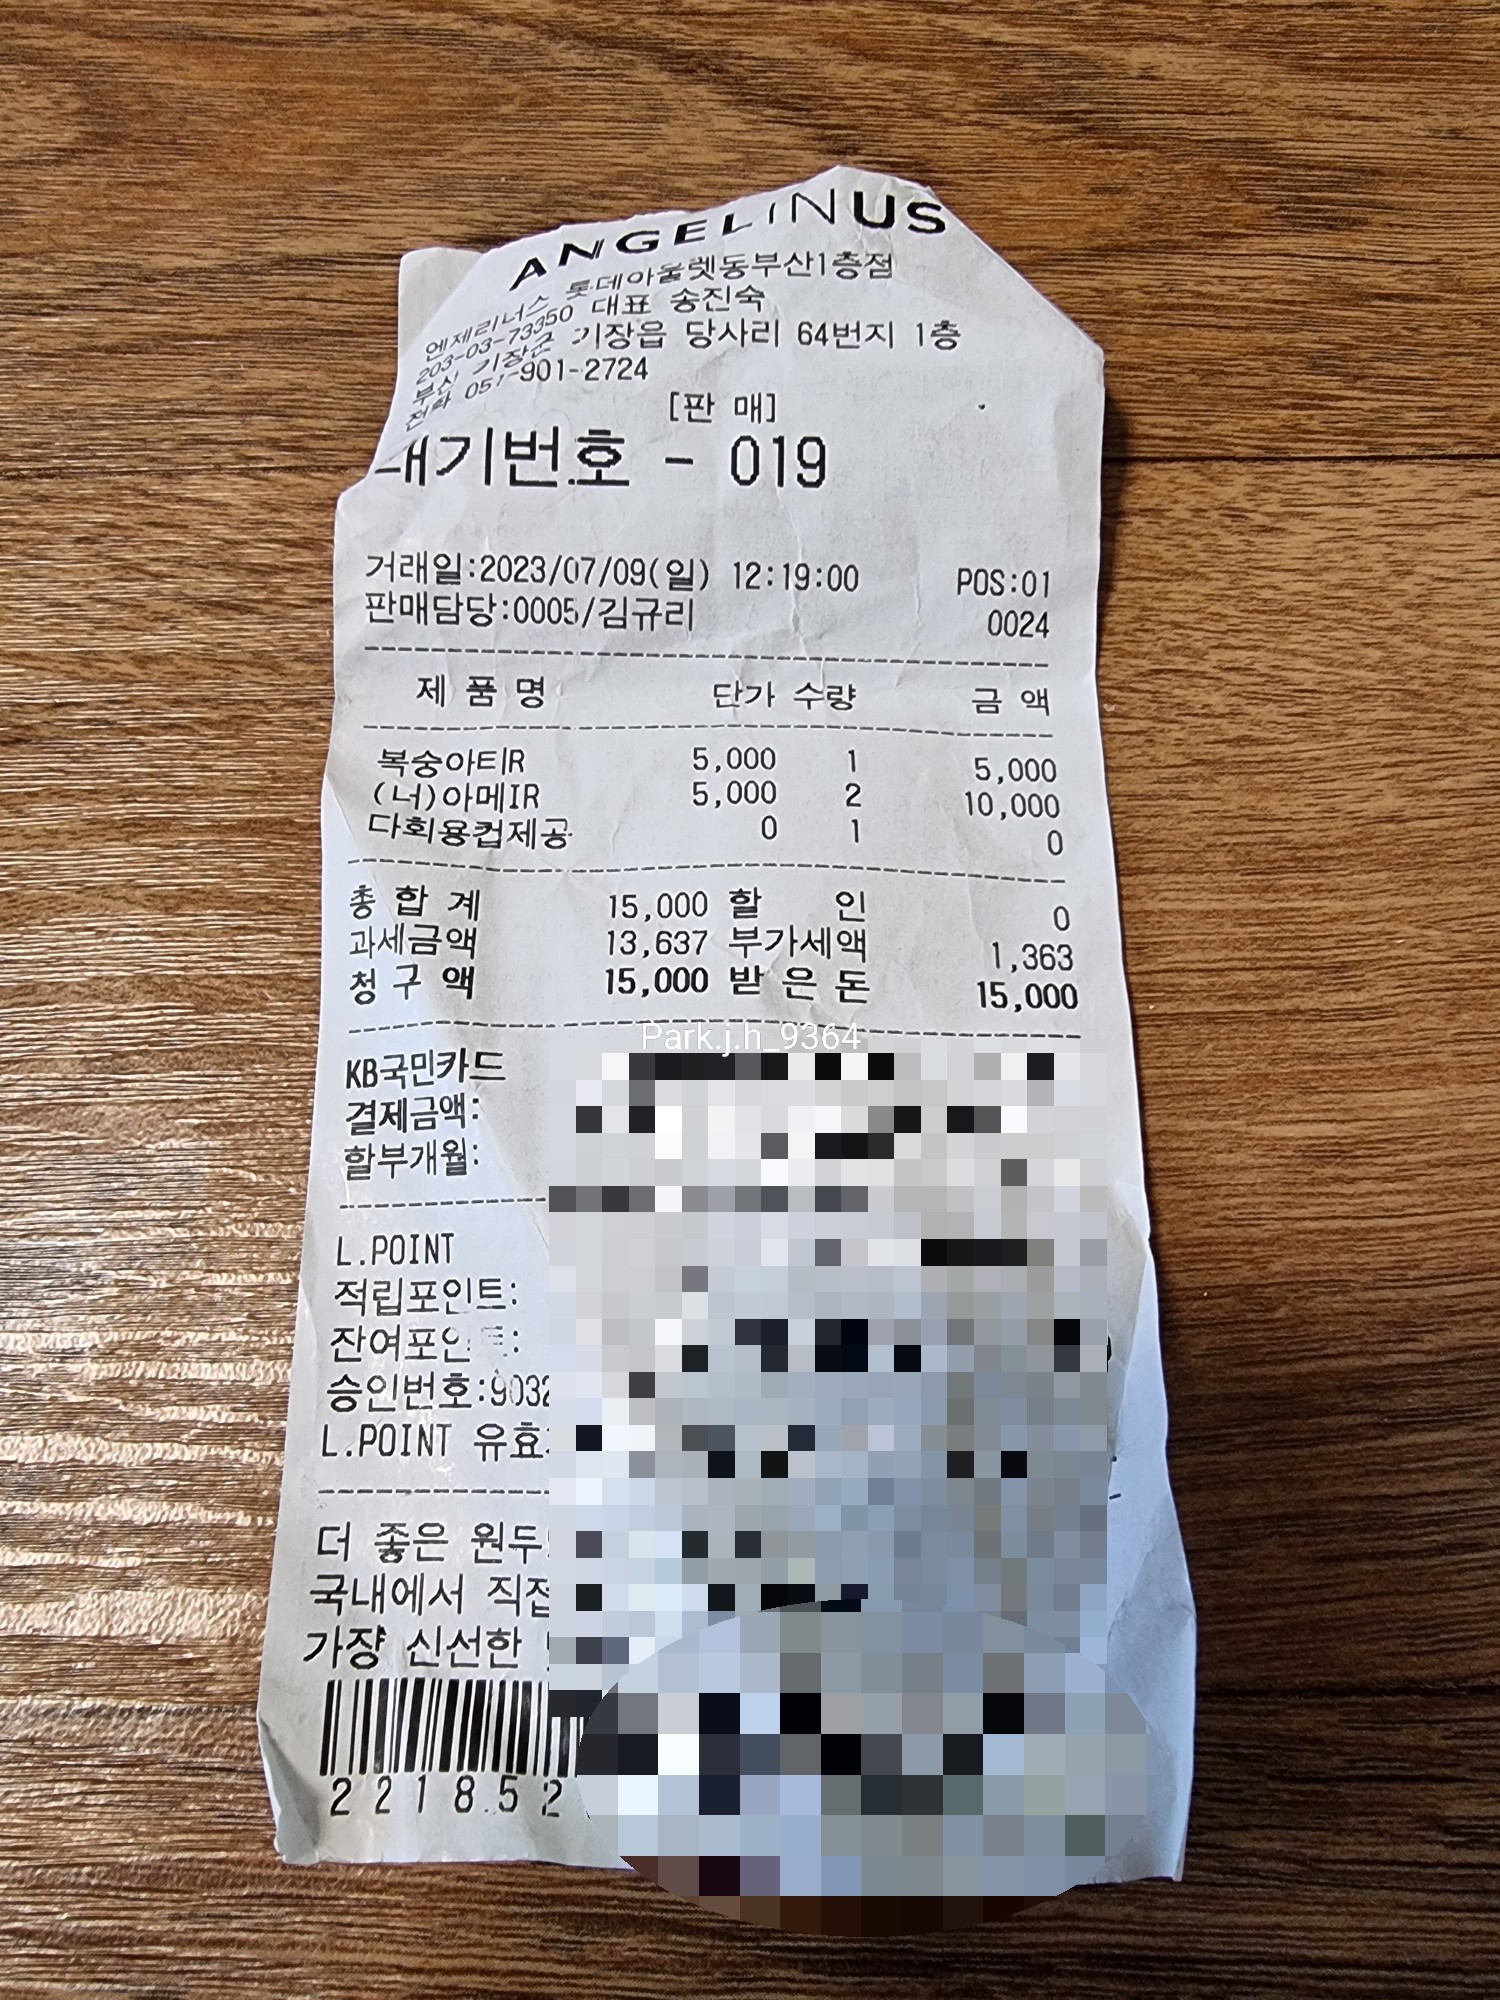 ANGELINUS
엔제리너스 롯데아울렛동부산1층점
203-03-73350 대표 송진숙
부산 기장군 기장읍 당사리 64번지 1층
전화 051-901-2724
[판 매]
대기번호 - 019
거래일:2023/07/09(일) 12:19:00 POS:01
판매담당:0005/김규리 0024
제 품 명 단가 수량 금 액
복숭아티R 5,000 1 5,000
(너)아메IR 5,000 2 10,000
다회용컵제공 0 1 0
총 합 계 15,000 할 인 0
과세금액 13,637 부가세액 1,363
청 구 액 15,000 받 은 돈 15,000
Park.j.h_9364
KB국민카드
결제금액:
할부개월:
L.POINT
적립포인트:
잔여포인트:
승인번호:9032
L.POINT 유효
더 좋은 원두
국내에서 직접
가장 신선한
221852